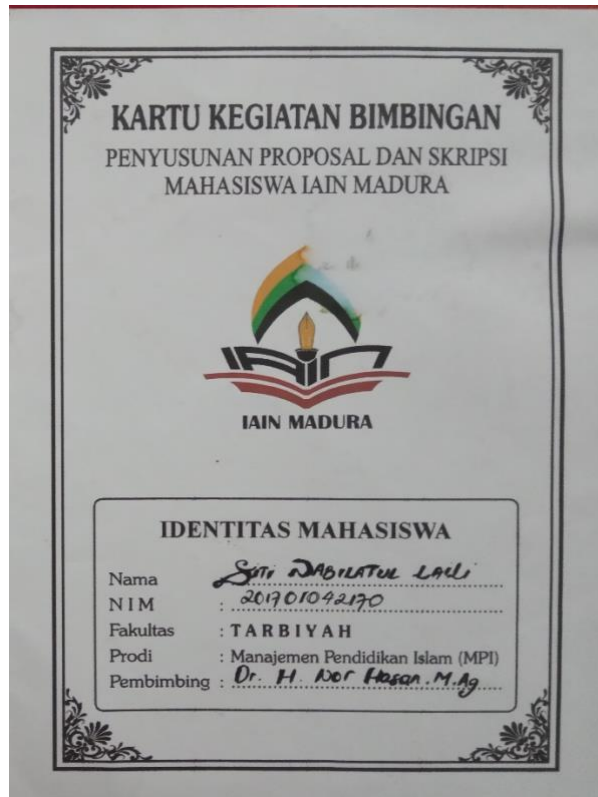 KARTU KEGIATAN BIMBINGAN
PENYUSUNAN PROPOSAL DAN SKRIPSI
MAHASISWA IAIN MADURA
IAIN
IAIN MADURA
IDENTITAS MAHASISWA
Nama Siti Nabilatul Laili
NIM : 201701042170
Fakultas : TARBIYAH
Prodi : Manajemen Pendidikan Islam (MPI)
Pembimbing : Dr. H. Nor Hasan. M.Ag